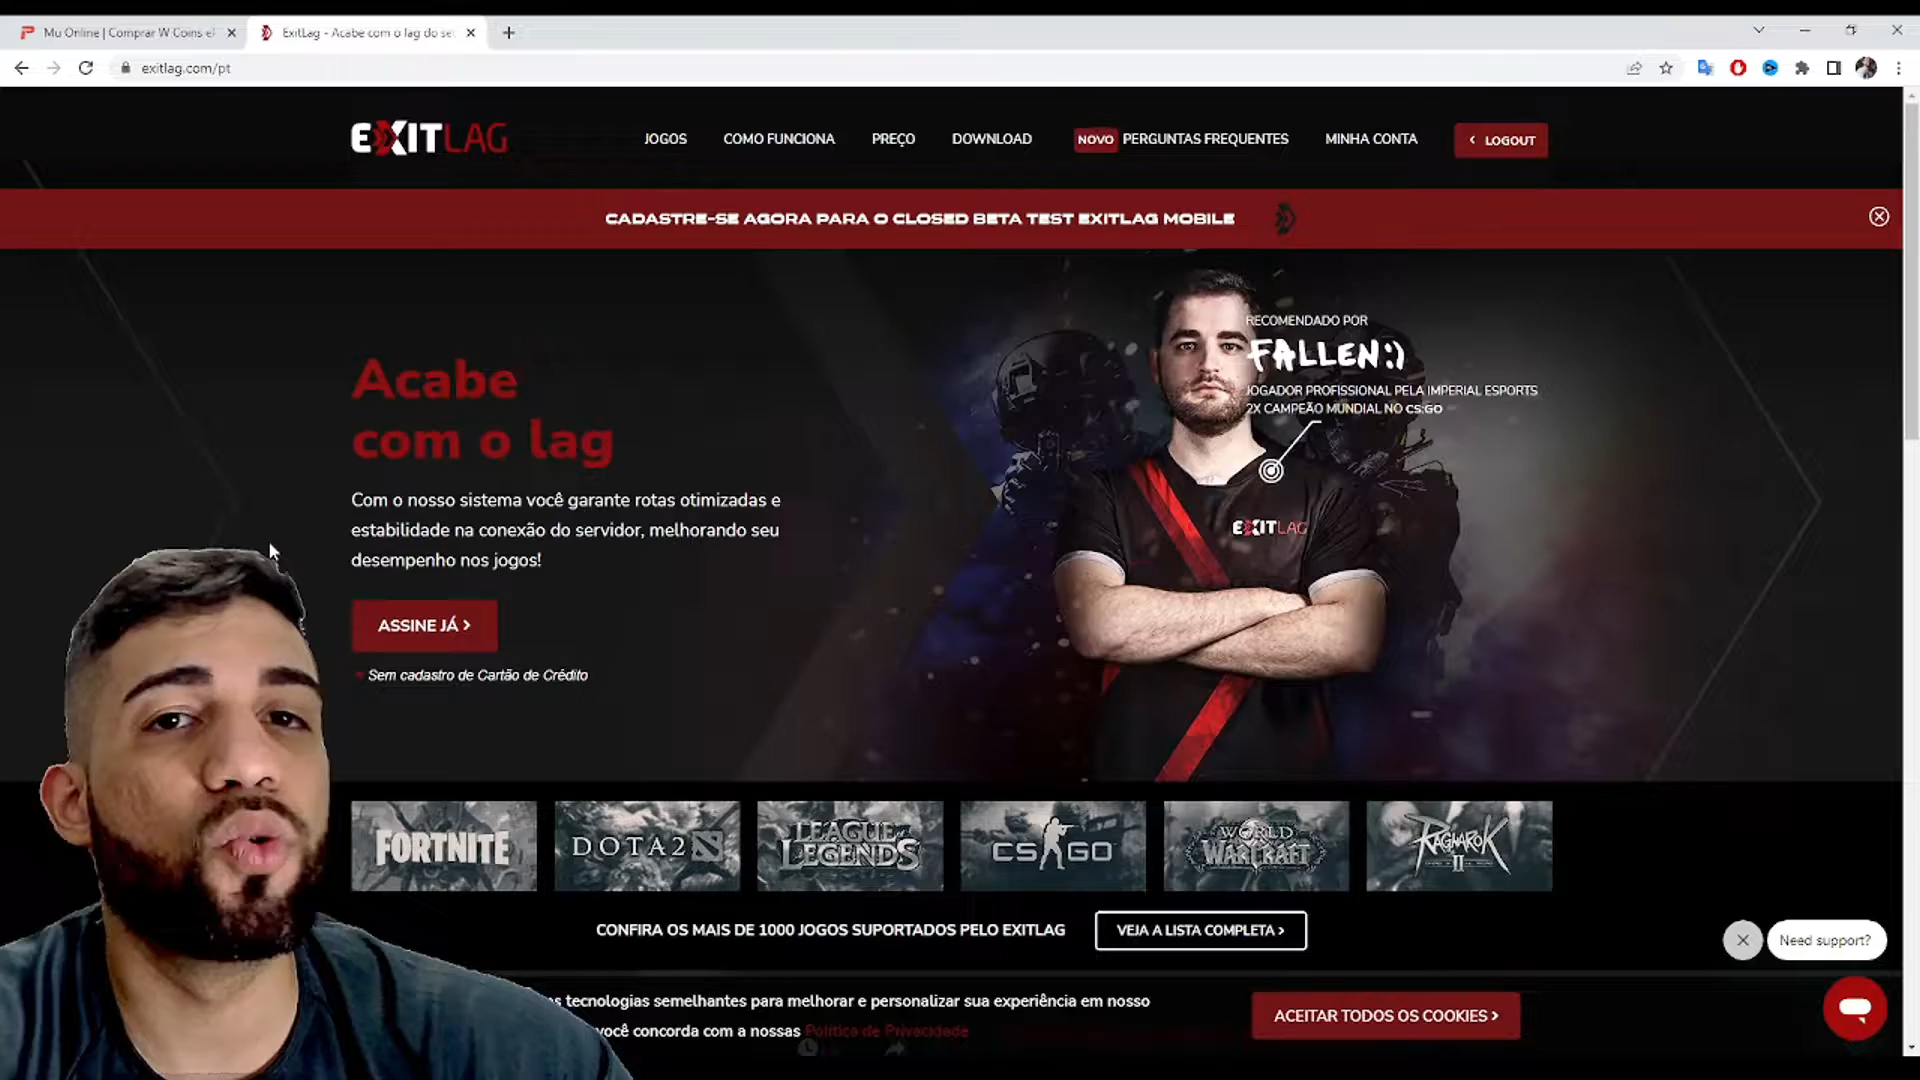 Mu Online | Comprar W Coins e
ExitLag - Acabe com o lag do se
exitlag.com/pt
EXITLAG
JOGOS
COMO FUNCIONA
PREÇO
DOWNLOAD
NOVO
PERGUNTAS FREQUENTES
MINHA CONTA
LOGOUT
CADASTRE-SE AGORA PARA O CLOSED BETA TEST EXITLAG MOBILE
RECOMENDADO POR
FALLEN:)
JOGADOR PROFISSIONAL PELA IMPERIAL ESPORTS
2X CAMPEÃO MUNDIAL NO CS:GO
Acabe
com o lag
Com o nosso sistema você garante rotas otimizadas e
estabilidade na conexão do servidor, melhorando seu
desempenho nos jogos!
EXITLAG
ASSINE JÁ >
Sem cadastro de Cartão de Crédito
FORTNITE
DOTA 2
LEAGUE OF LEGENDS
CS GO
WORLD WARCRAFT
RAGNAROK II
CONFIRA OS MAIS DE 1000 JOGOS SUPORTADOS PELO EXITLAG
VEJA A LISTA COMPLETA >
Need support?
tecnologias semelhantes para melhorar e personalizar sua experiência em nosso
você concorda com a nossas Política de Privacidade
ACEITAR TODOS OS COOKIES >